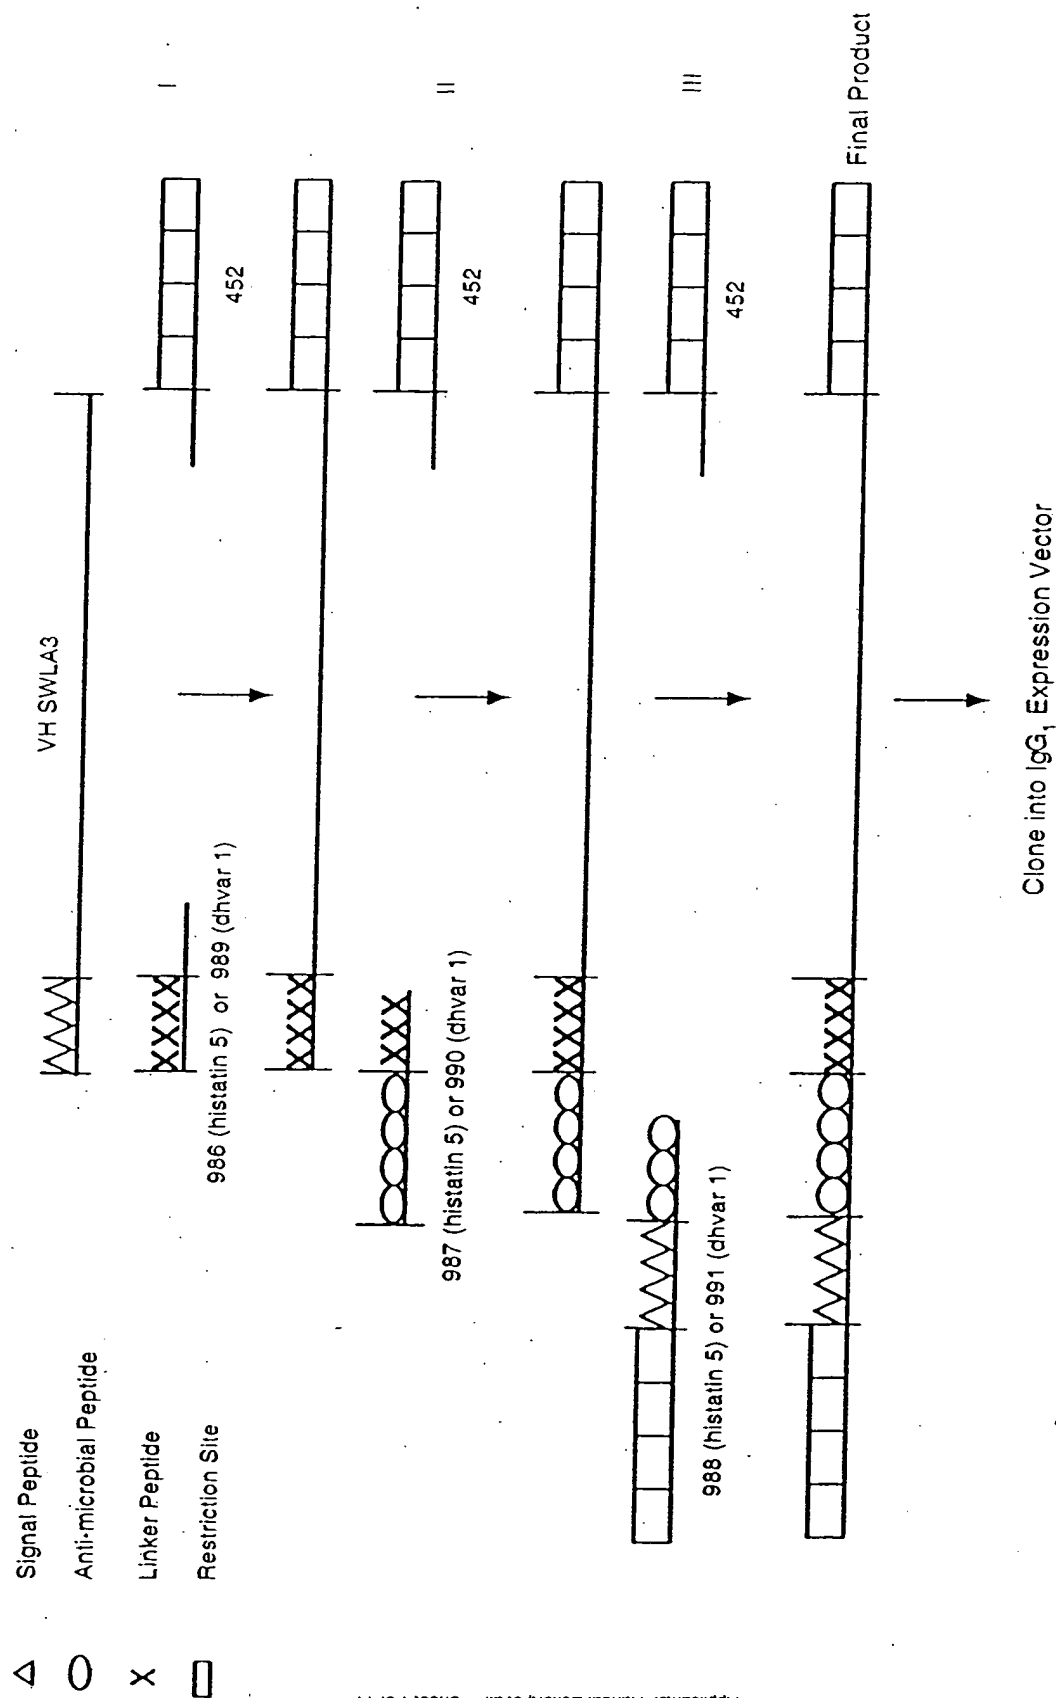 △ Signal Peptide
○ Anti-microbial Peptide
X Linker Peptide
▯ Restriction Site
VH SWLA3
I
986 (histatin 5) or 989 (dhvar 1)
452
II
987 (histatin 5) or 990 (dhvar 1)
452
III
988 (histatin 5) or 991 (dhvar 1)
452
Final Product
Clone into IgG₁ Expression Vector